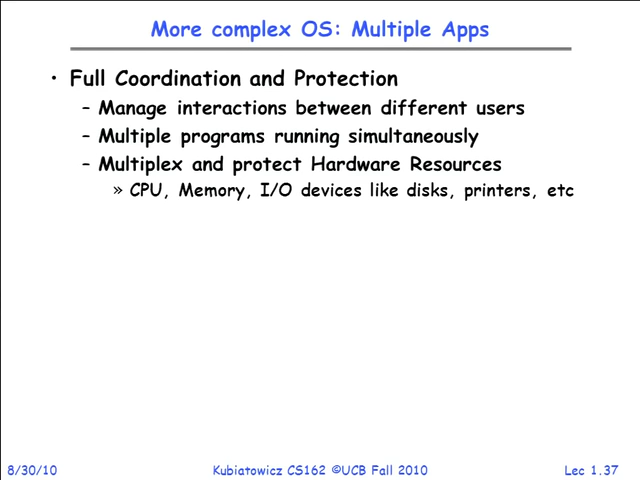 More complex OS: Multiple Apps
• Full Coordination and Protection
– Manage interactions between different users
– Multiple programs running simultaneously
– Multiplex and protect Hardware Resources
» CPU, Memory, I/O devices like disks, printers, etc
8/30/10 Kubiatowicz CS162 ©UCB Fall 2010 Lec 1.37